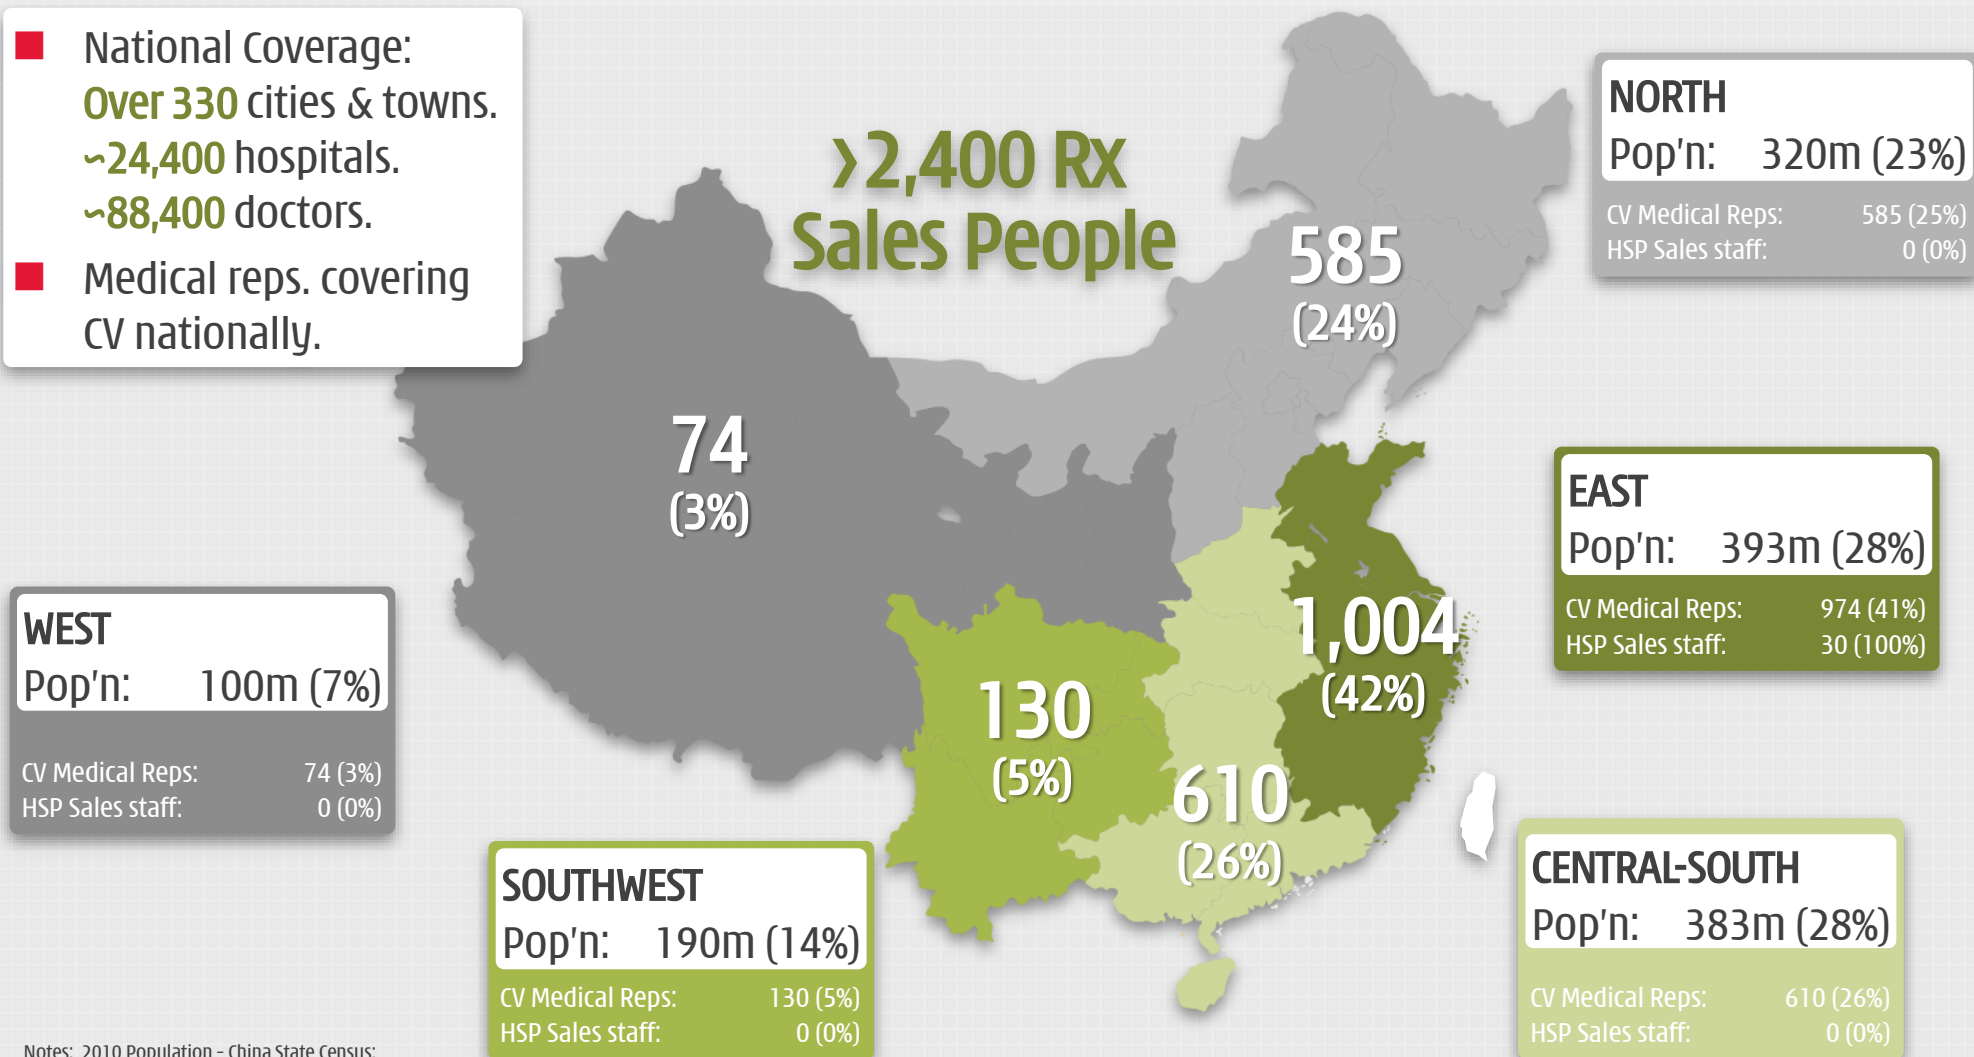 National Coverage:
Over 330 cities & towns.
~24,400 hospitals.
~88,400 doctors.
Medical reps. covering
CV nationally.
>2,400 Rx
Sales People
585
(24%)
74
(3%)
1,004
(42%)
130
(5%)
610
(26%)
NORTH
Pop'n: 320m (23%)
CV Medical Reps: 585 (25%)
HSP Sales staff: 0 (0%)
EAST
Pop'n: 393m (28%)
CV Medical Reps: 974 (41%)
HSP Sales staff: 30 (100%)
WEST
Pop'n: 100m (7%)
CV Medical Reps: 74 (3%)
HSP Sales staff: 0 (0%)
SOUTHWEST
Pop'n: 190m (14%)
CV Medical Reps: 130 (5%)
HSP Sales staff: 0 (0%)
CENTRAL-SOUTH
Pop'n: 383m (28%)
CV Medical Reps: 610 (26%)
HSP Sales staff: 0 (0%)
Notes: 2010 Population – China State Census;